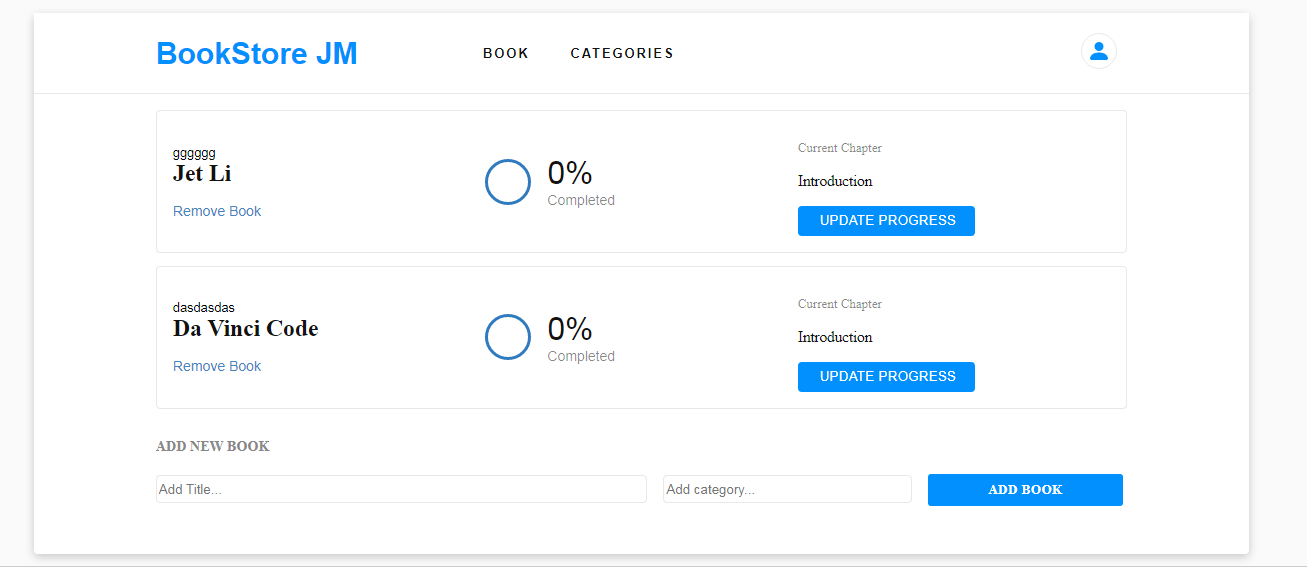 BookStore JM
BOOK
CATEGORIES
gggggg
Jet Li
Remove Book
0%
Completed
Current Chapter
Introduction
UPDATE PROGRESS
dasdasdas
Da Vinci Code
Remove Book
0%
Completed
Current Chapter
Introduction
UPDATE PROGRESS
ADD NEW BOOK
Add Title...
Add category...
ADD BOOK